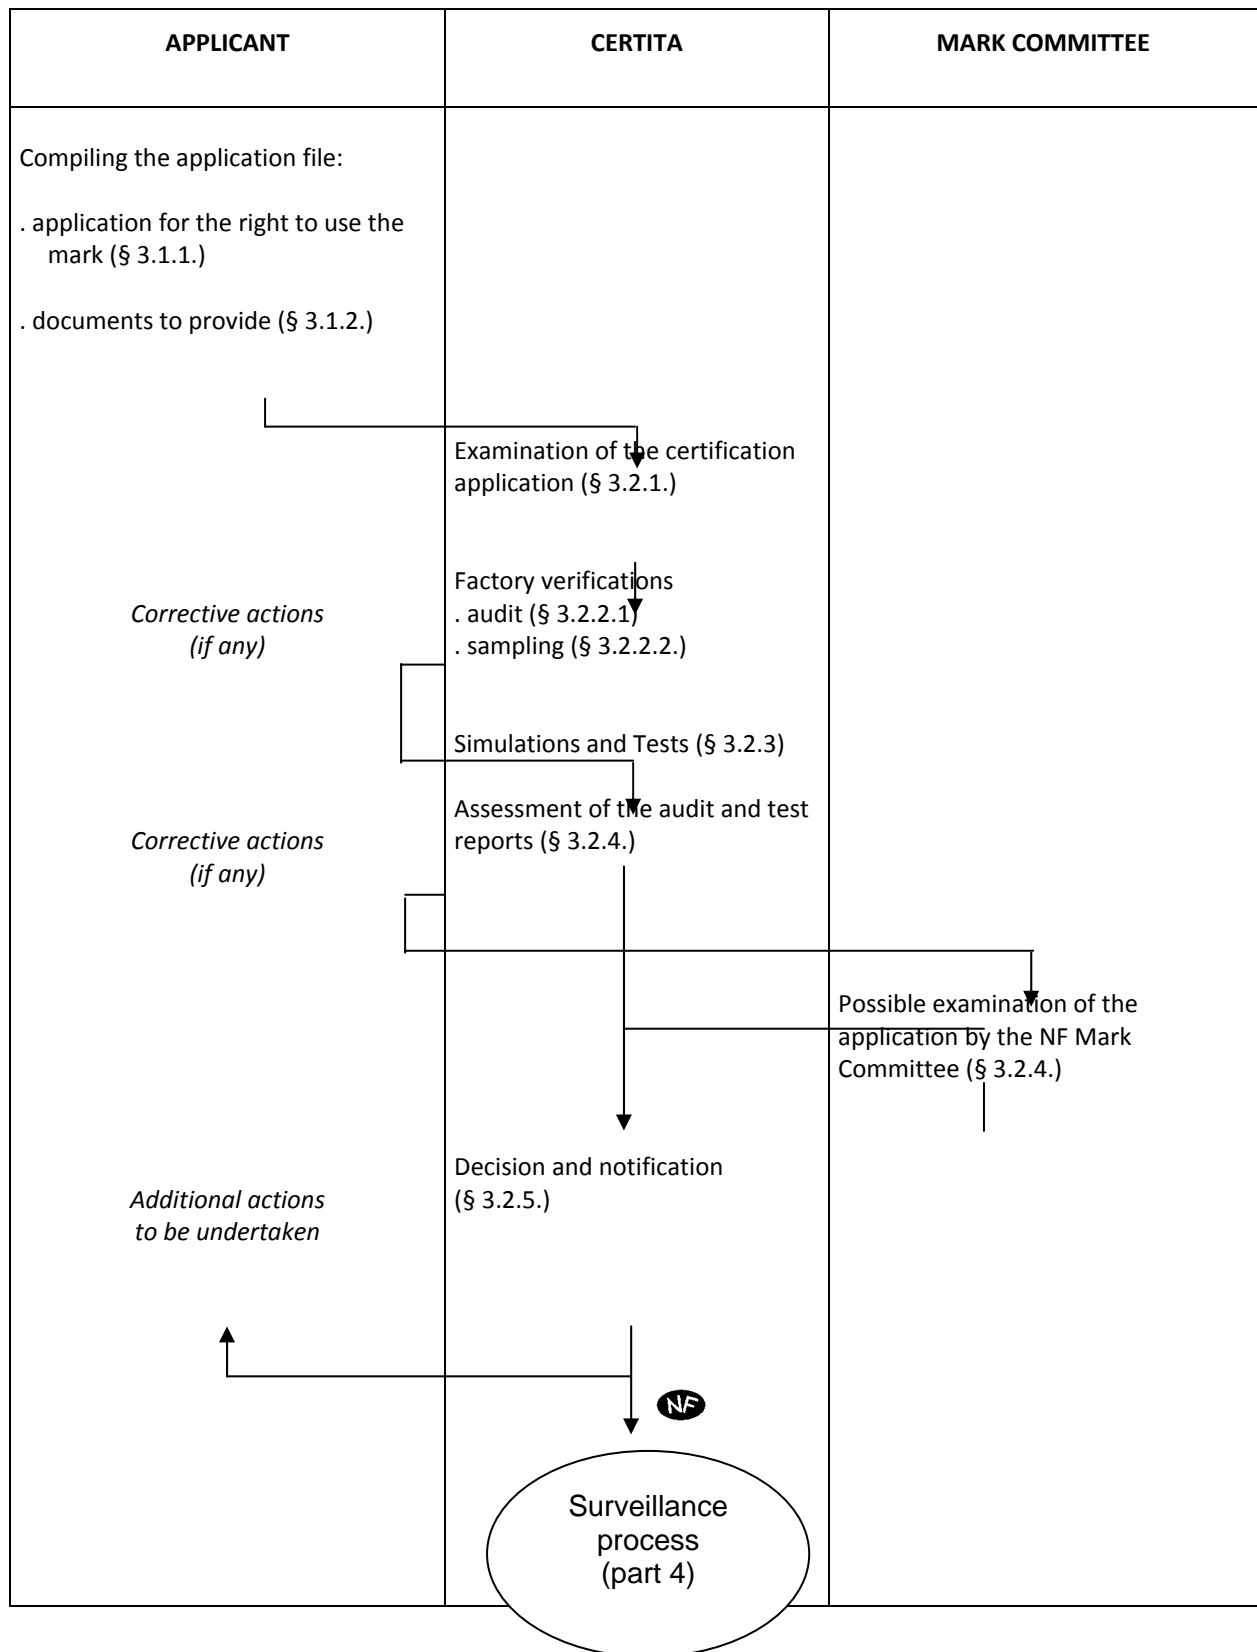 APPLICANT
CERTITA
MARK COMMITTEE
Compiling the application file:
. application for the right to use the
mark (§ 3.1.1.)
. documents to provide (§ 3.1.2.)
Examination of the certification
application (§ 3.2.1.)
Factory verifications
. audit (§ 3.2.2.1)
. sampling (§ 3.2.2.2.)
Corrective actions
(if any)
Simulations and Tests (§ 3.2.3)
Assessment of the audit and test
reports (§ 3.2.4.)
Corrective actions
(if any)
Possible examination of the
application by the NF Mark
Committee (§ 3.2.4.)
Decision and notification
(§ 3.2.5.)
Additional actions
to be undertaken
NF
Surveillance
process
(part 4)